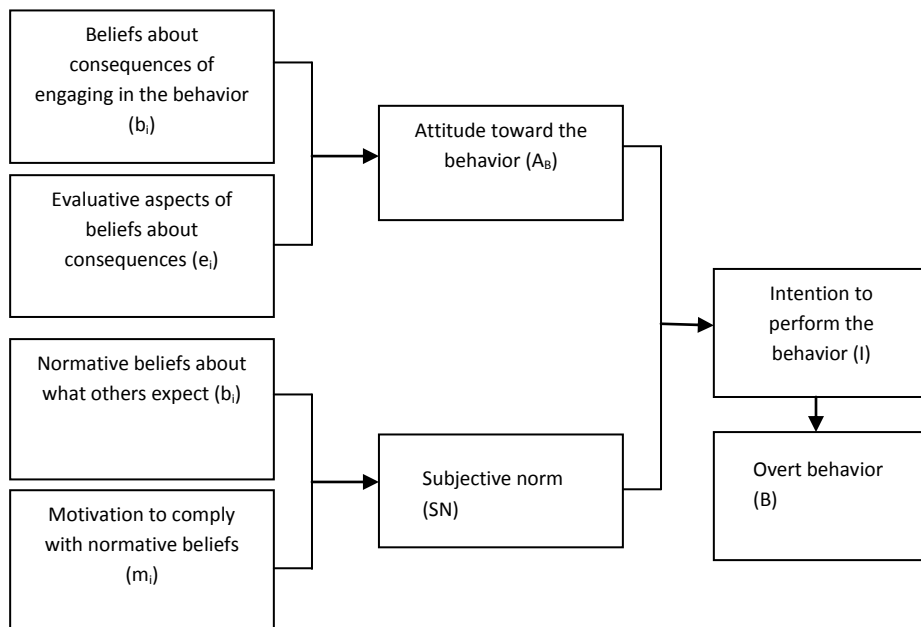 Beliefs about
consequences of
engaging in the behavior
(bᵢ)
Evaluative aspects of
beliefs about
consequences (eᵢ)
Normative beliefs about
what others expect (bᵢ)
Motivation to comply
with normative beliefs
(mᵢ)
Attitude toward the
behavior (A_B)
Subjective norm
(SN)
Intention to
perform the
behavior (I)
Overt behavior
(B)